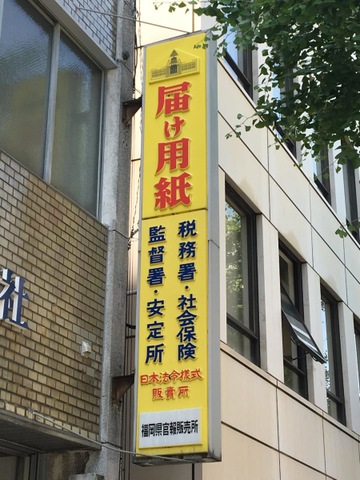 届け用紙
税務署・社会保険
監督署・安定所
日本法令様式
販売所
福岡県官報販売所
社